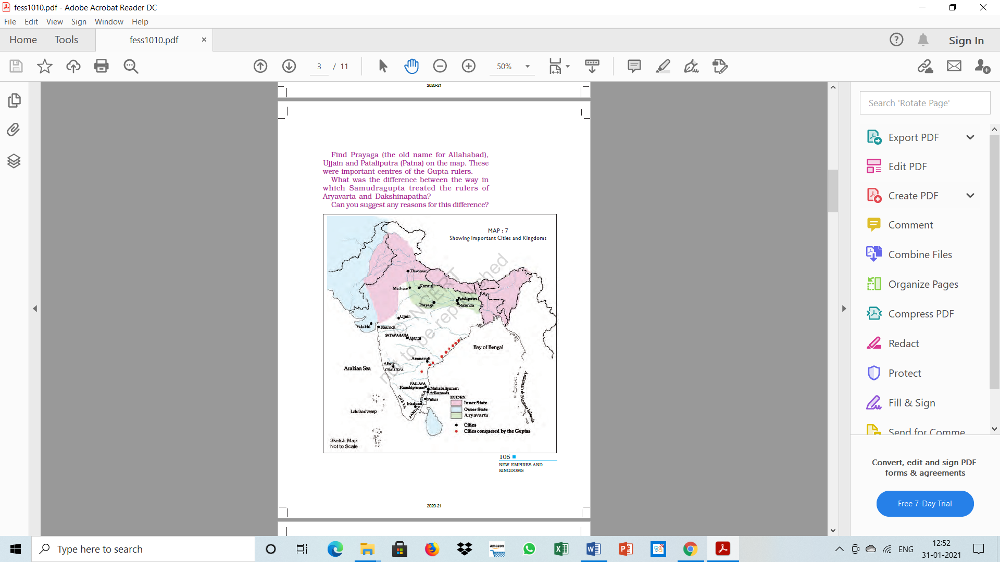 fess1010.pdf - Adobe Acrobat Reader DC
File Edit View Sign Window Help
Home Tools fess1010.pdf × Sign In
3 / 11 50%
2020-21
Search 'Rotate Page'
Export PDF
Edit PDF
Create PDF
Comment
Combine Files
Organize Pages
Compress PDF
Redact
Protect
Fill & Sign
Send for Comme
Convert, edit and sign PDF
forms & agreements
Free 7-Day Trial
Find Prayaga (the old name for Allahabad),
Ujjain and Pataliputra (Patna) on the map. These
were important centres of the Gupta rulers.
What was the difference between the way in
which Samudragupta treated the rulers of
Aryavarta and Dakshinapatha?
Can you suggest any reasons for this difference?
MAP : 7
Showing Important Cities and Kingdoms
© NCERT
not to be republished
Thanesar
Mathura Kanauj
Pataliputra
Prayaga Nalanda
Ujjain
Valabhi Bharuch
SATAVAHANA Ajanta
Bay of Bengal
Amaravati
Aihole
CHALUKYA
Arabian Sea
PALLAVA
Kanchipuram Mahabalipuram
Arikamedu
CHOLA
Puhar
CHERA
Madurai
PANDYA
Lakshadweep
Andaman & Nicobar Islands
INDEX
Inner State
Outer State
Aryavarta
Cities
Cities conquered by the Guptas
Sketch Map
Not to Scale
105
NEW EMPIRES AND
KINGDOMS
2020-21
Type here to search
amazon
ENG
12:52
31-01-2021